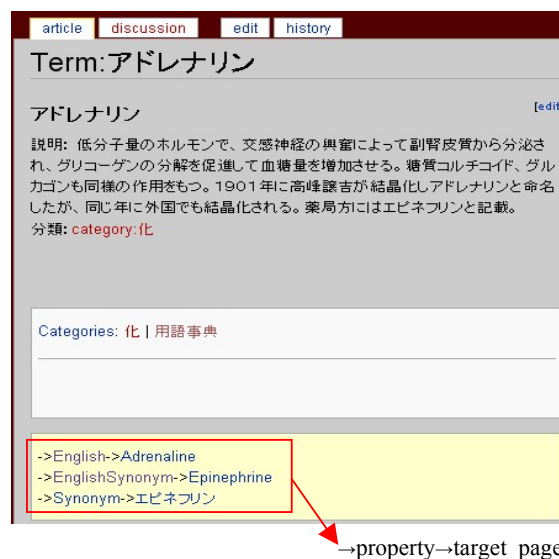 article discussion edit history
Term:アドレナリン
アドレナリン [edit
説明: 低分子量のホルモンで、交感神経の興奮によって副腎皮質から分泌さ
れ、グリコーゲンの分解を促進して血糖量を増加させる。糖質コルチコイド、グル
カゴンも同様の作用をもつ。1901年に高峰譲吉が結晶化しアドレナリンと命名
したが、同じ年に外国でも結晶化される。薬局方にはエピネフリンと記載。
分類: category:化
Categories: 化 | 用語事典
->English->Adrenaline
->EnglishSynonym->Epinephrine
->Synonym->エピネフリン
→property→target page